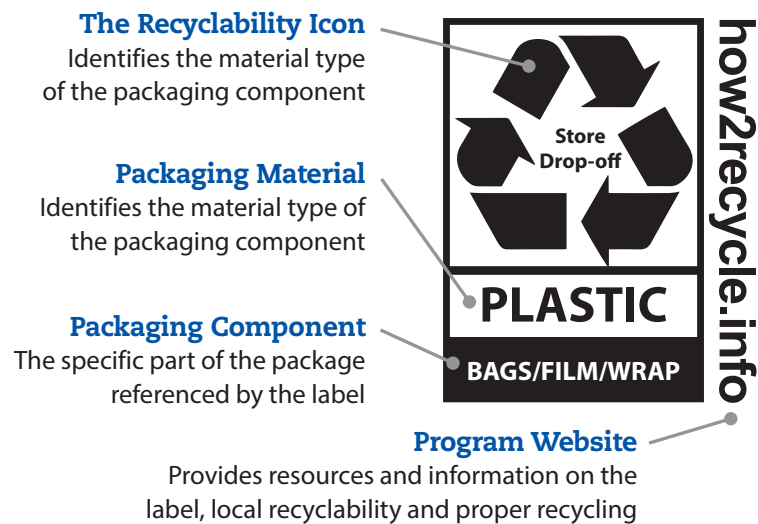 The Recyclability Icon
Identifies the material type
of the packaging component
Packaging Material
Identifies the material type of
the packaging component
Packaging Component
The specific part of the package
referenced by the label
Program Website
Provides resources and information on the
label, local recyclability and proper recycling
Store
Drop-off
PLASTIC
BAGS/FILM/WRAP
how2recycle.info